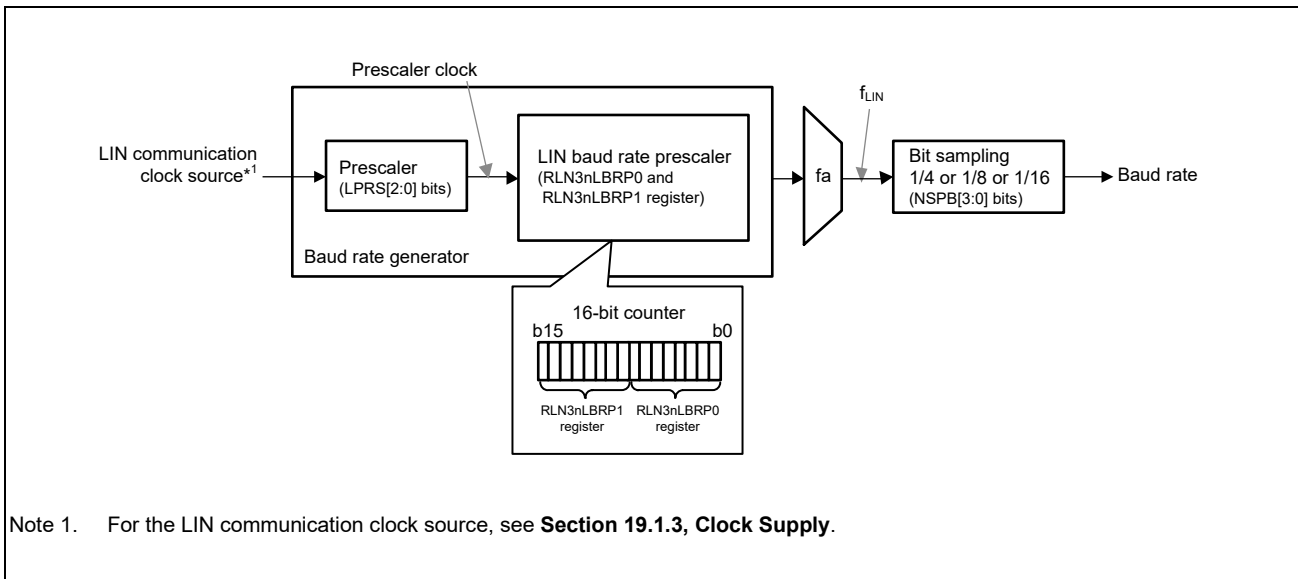 Prescaler clock
f_LIN
LIN communication
clock source*1
Prescaler
(LPRS[2:0] bits)
LIN baud rate prescaler
(RLN3nLBRP0 and
RLN3nLBRP1 register)
fa
Bit sampling
1/4 or 1/8 or 1/16
(NSPB[3:0] bits)
Baud rate
Baud rate generator
16-bit counter
b15 b0
RLN3nLBRP1
register
RLN3nLBRP0
register
Note 1. For the LIN communication clock source, see Section 19.1.3, Clock Supply.